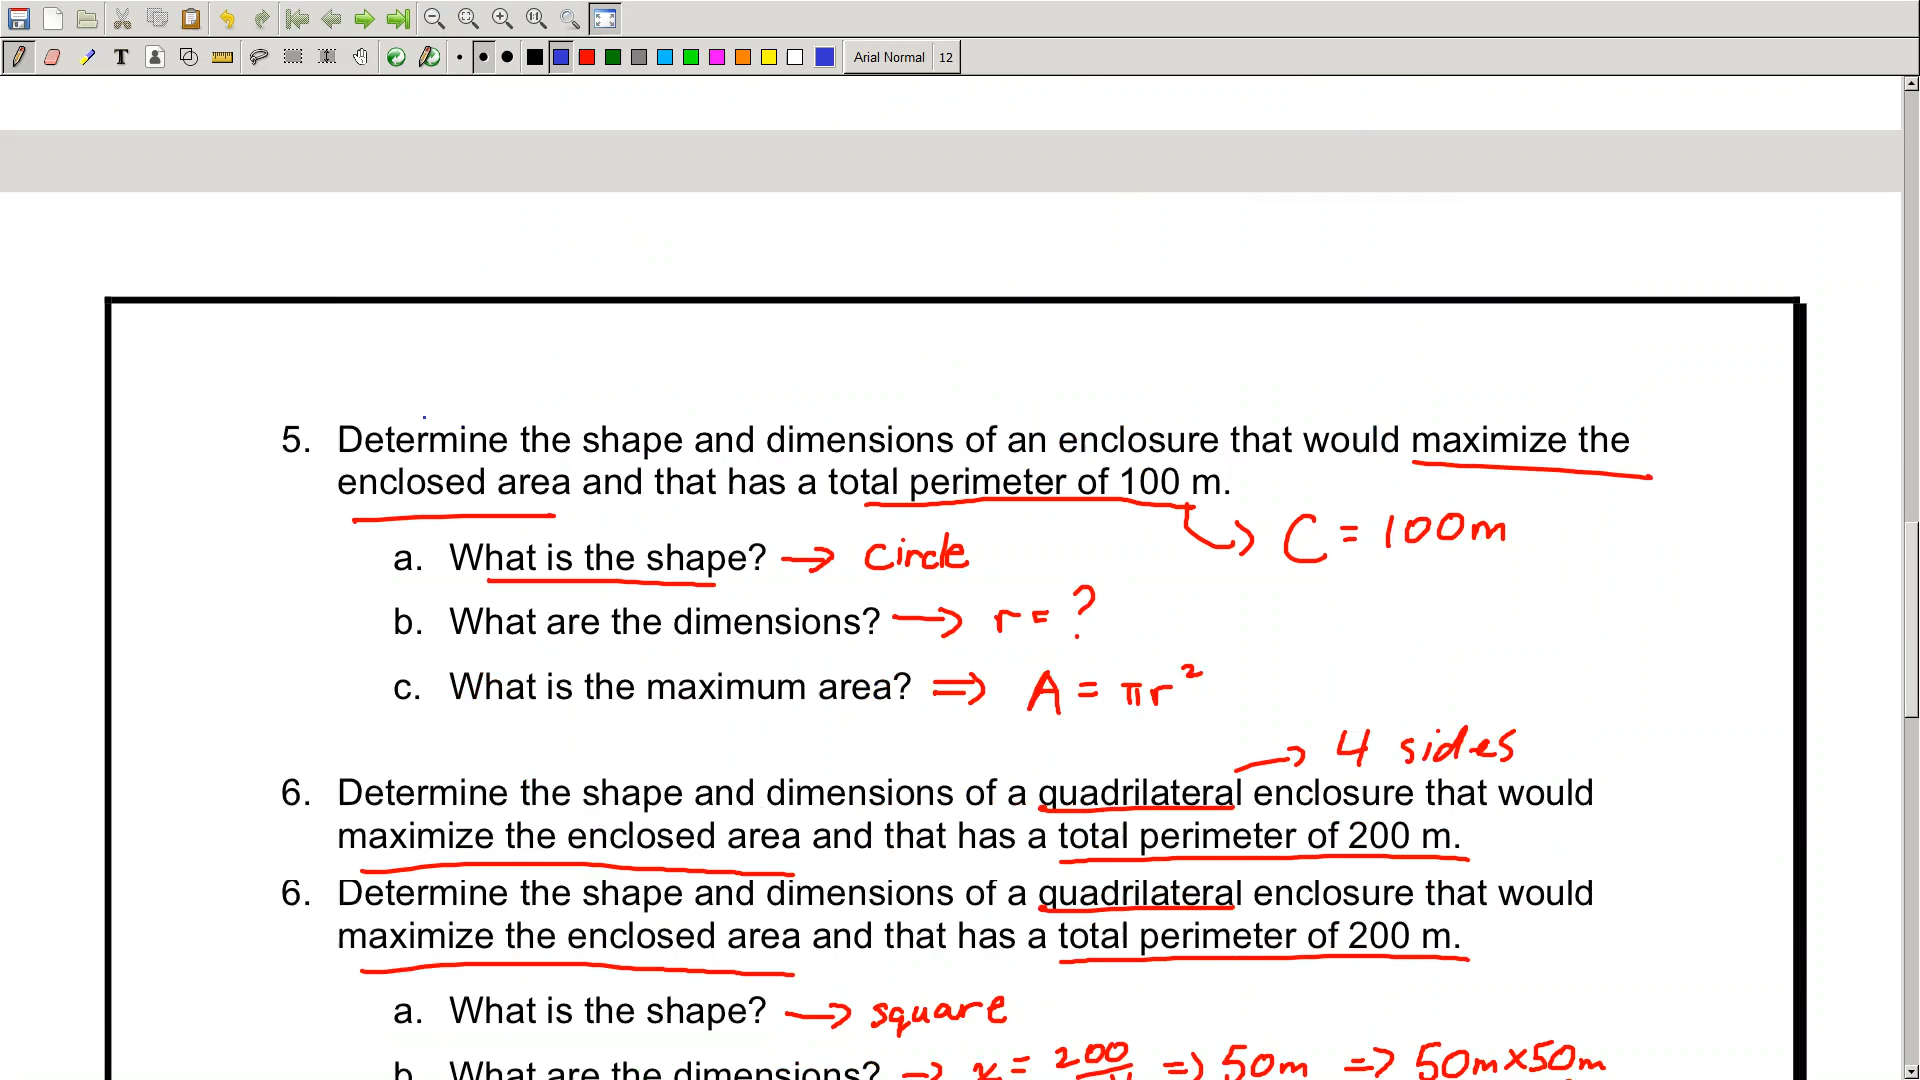 T
Arial Normal 12
5. Determine the shape and dimensions of an enclosure that would maximize the
enclosed area and that has a total perimeter of 100 m.
C = 100m
a. What is the shape? → circle
b. What are the dimensions? → r = ?
c. What is the maximum area? ⇒ A = πr²
→ 4 sides
6. Determine the shape and dimensions of a quadrilateral enclosure that would
maximize the enclosed area and that has a total perimeter of 200 m.
6. Determine the shape and dimensions of a quadrilateral enclosure that would
maximize the enclosed area and that has a total perimeter of 200 m.
a. What is the shape? → square
b. What are the dimensions? → x = 200/4 ⇒ 50m ⇒ 50m x 50m